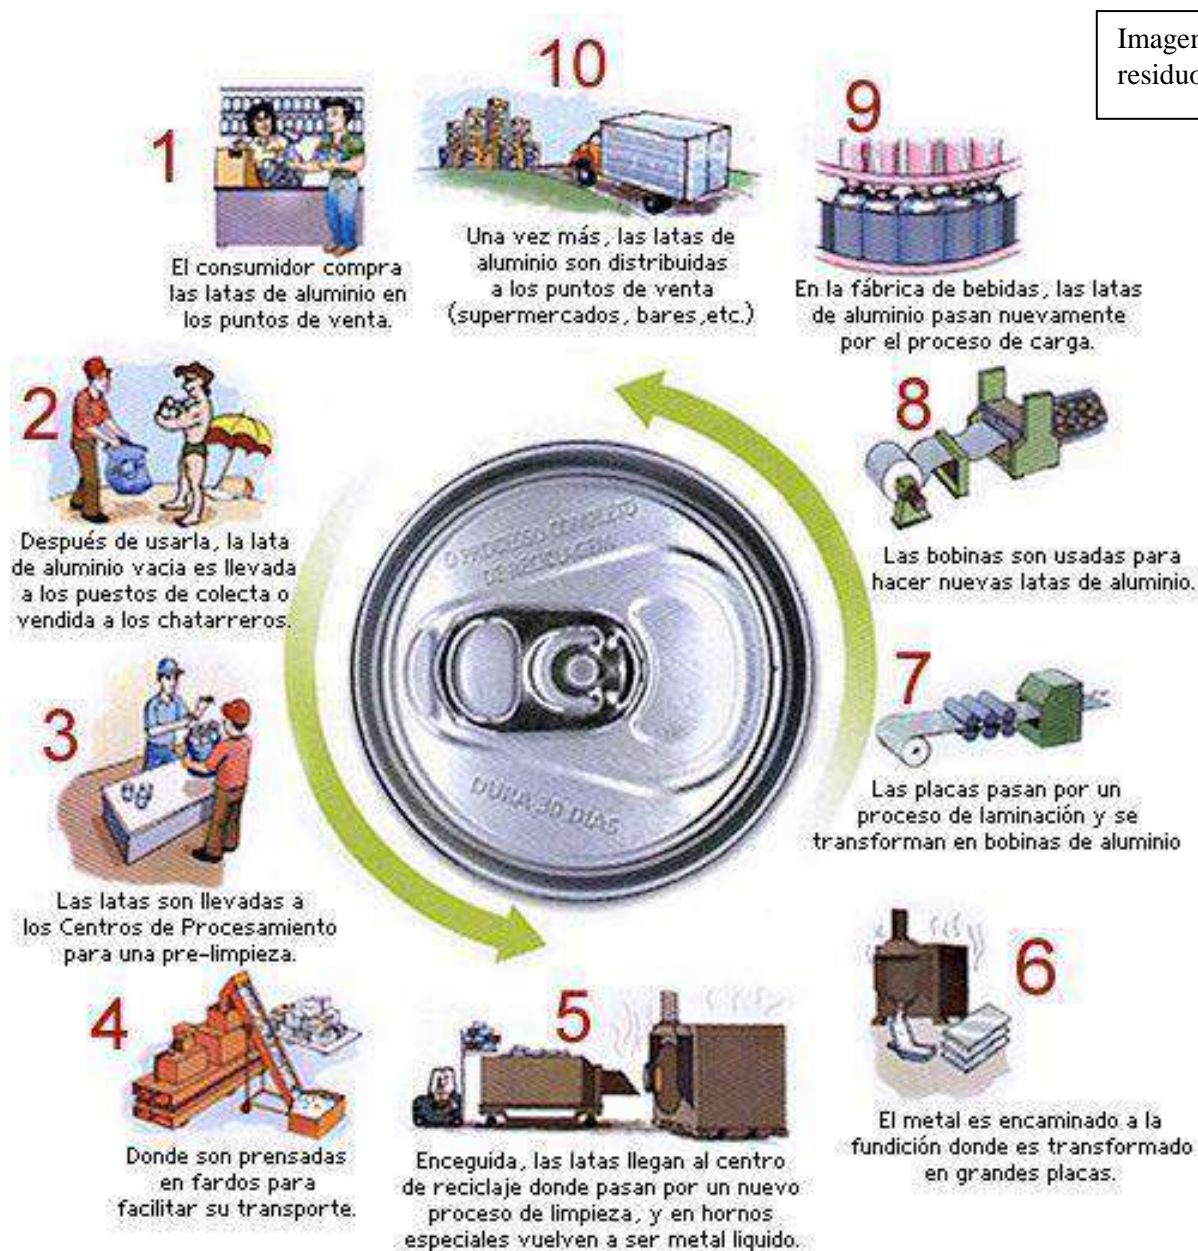 Imagen
residuo
1
El consumidor compra
las latas de aluminio en
los puntos de venta.
2
Después de usarla, la lata
de aluminio vacia es llevada
a los puestos de colecta o
vendida a los chatarreros.
3
Las latas son llevadas a
los Centros de Procesamiento
para una pre-limpieza.
4
Donde son prensadas
en fardos para
facilitar su transporte.
5
Enceguida, las latas llegan al centro
de reciclaje donde pasan por un nuevo
proceso de limpieza, y en hornos
especiales vuelven a ser metal liquido.
6
El metal es encaminado a la
fundición donde es transformado
en grandes placas.
7
Las placas pasan por un
proceso de laminación y se
transforman en bobinas de aluminio
8
Las bobinas son usadas para
hacer nuevas latas de aluminio.
9
En la fábrica de bebidas, las latas
de aluminio pasan nuevamente
por el proceso de carga.
10
Una vez más, las latas de
aluminio son distribuidas
a los puntos de venta
(supermercados, bares,etc.)
O PROCESSO COMPLETO
DE RECICLAGEM
DURA 30 DIAS